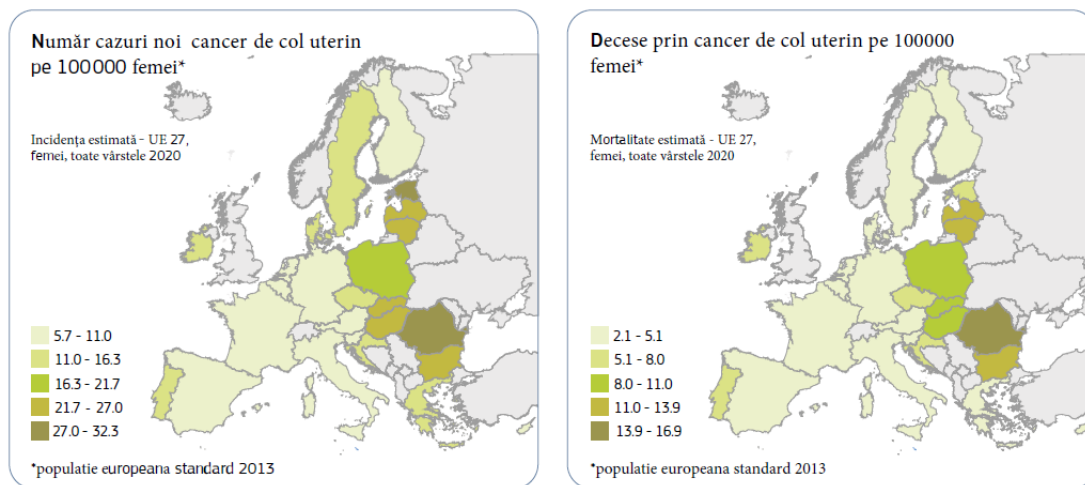 Număr cazuri noi cancer de col uterin
pe 100000 femei*
Incidența estimată - UE 27,
femei, toate vârstele 2020
5.7 - 11.0
11.0 - 16.3
16.3 - 21.7
21.7 - 27.0
27.0 - 32.3
*populatie europeana standard 2013
Decese prin cancer de col uterin pe 100000
femei*
Mortalitate estimată - UE 27,
femei, toate vârstele 2020
2.1 - 5.1
5.1 - 8.0
8.0 - 11.0
11.0 - 13.9
13.9 - 16.9
*populatie europeana standard 2013